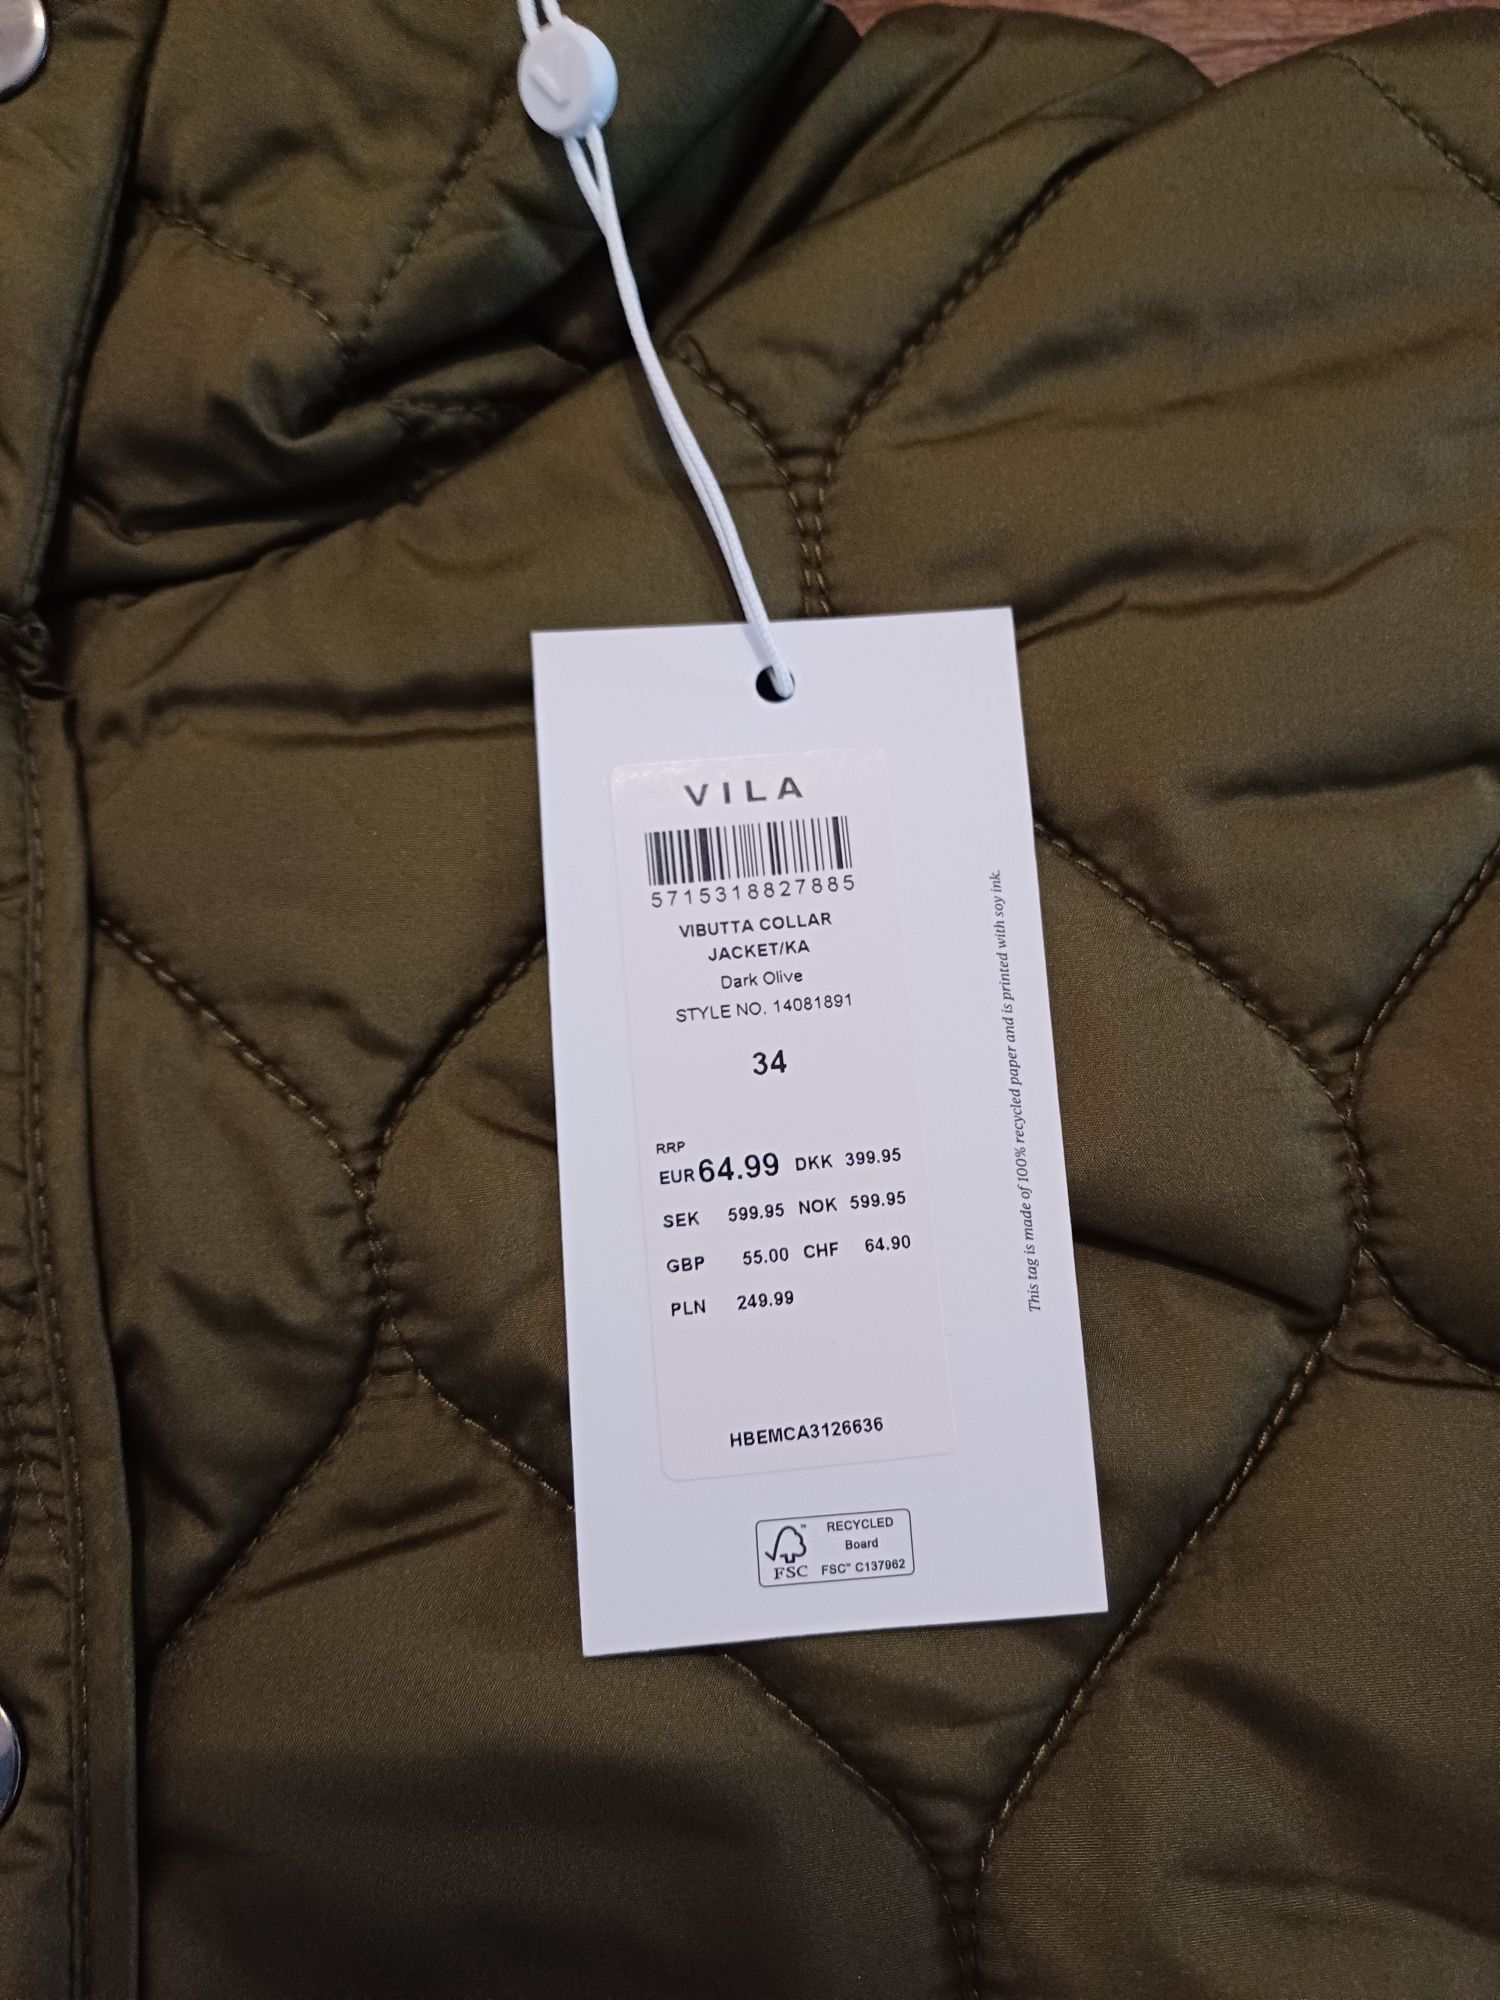 VILA
5715318827885
VIBUTTA COLLAR
JACKET/KA
Dark Olive
STYLE NO. 14081891
34
RRP
EUR 64.99 DKK 399.95
SEK 599.95 NOK 599.95
GBP 55.00 CHF 64.90
PLN 249.99
HBEMCA3126636
This tag is made of 100% recycled paper and is printed with soy ink.
FSC™
RECYCLED
Board
FSC™ C137962